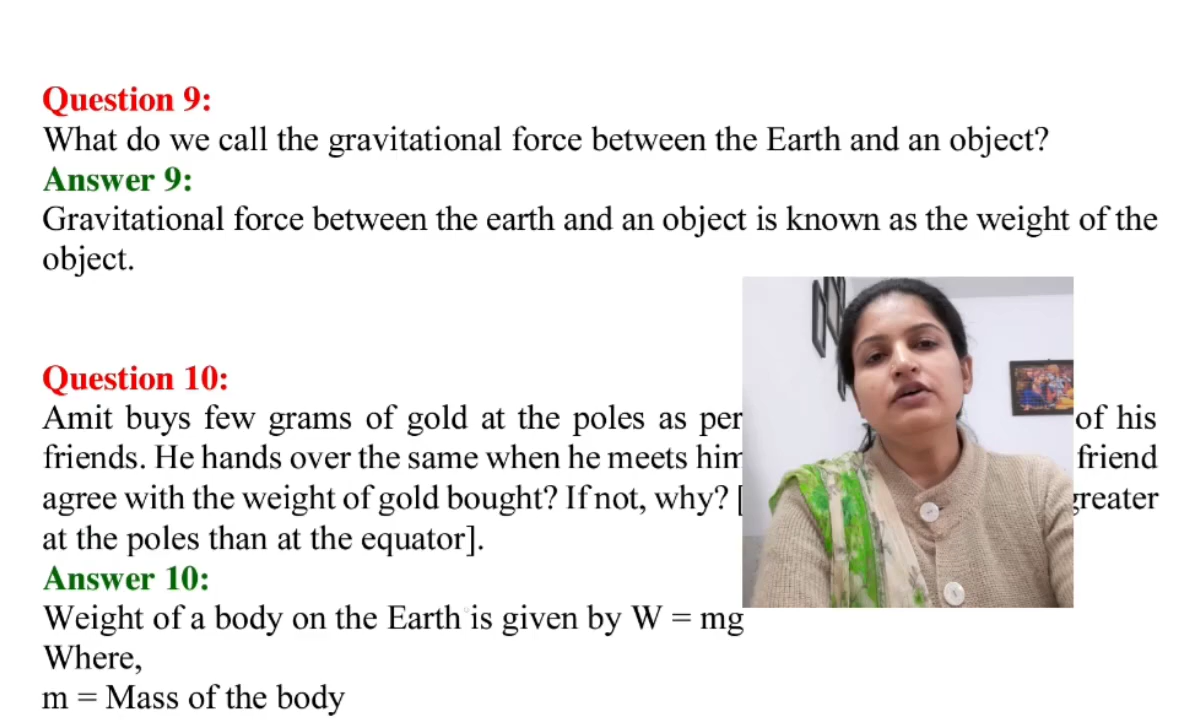 Question 9:
What do we call the gravitational force between the Earth and an object?
Answer 9:
Gravitational force between the earth and an object is known as the weight of the
object.
Question 10:
Amit buys few grams of gold at the poles as per of his
friends. He hands over the same when he meets him friend
agree with the weight of gold bought? If not, why? [ greater
at the poles than at the equator].
Answer 10:
Weight of a body on the Earth is given by W = mg
Where,
m = Mass of the body